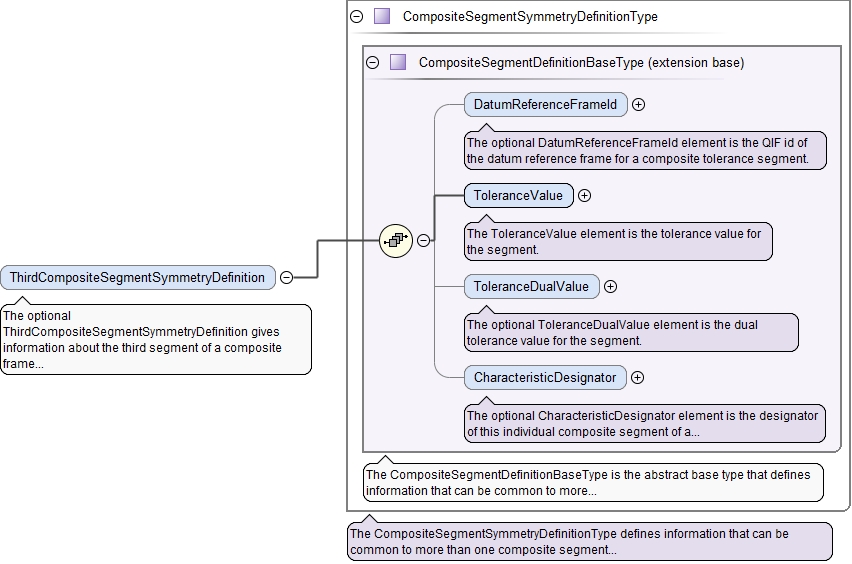 CompositeSegmentSymmetryDefinitionType
CompositeSegmentDefinitionBaseType (extension base)
DatumReferenceFrameId
The optional DatumReferenceFrameId element is the QIF id of
the datum reference frame for a composite tolerance segment.
ToleranceValue
The ToleranceValue element is the tolerance value for
the segment.
ThirdCompositeSegmentSymmetryDefinition
The optional
ThirdCompositeSegmentSymmetryDefinition gives
information about the third segment of a composite
frame...
ToleranceDualValue
The optional ToleranceDualValue element is the dual
tolerance value for the segment.
CharacteristicDesignator
The optional CharacteristicDesignator element is the designator
of this individual composite segment of a...
The CompositeSegmentDefinitionBaseType is the abstract base type that defines
information that can be common to more...
The CompositeSegmentSymmetryDefinitionType defines information that can be
common to more than one composite segment...